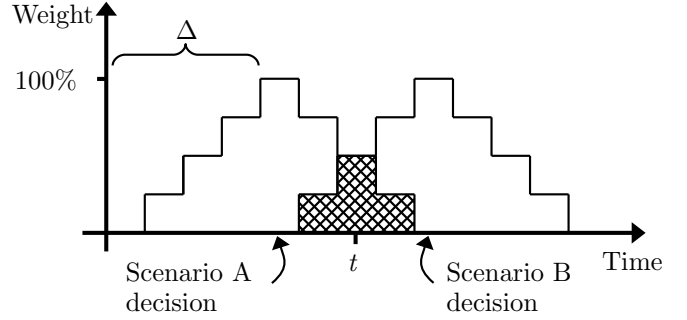 Weight
Δ
100%
t
Time
Scenario A
decision
Scenario B
decision